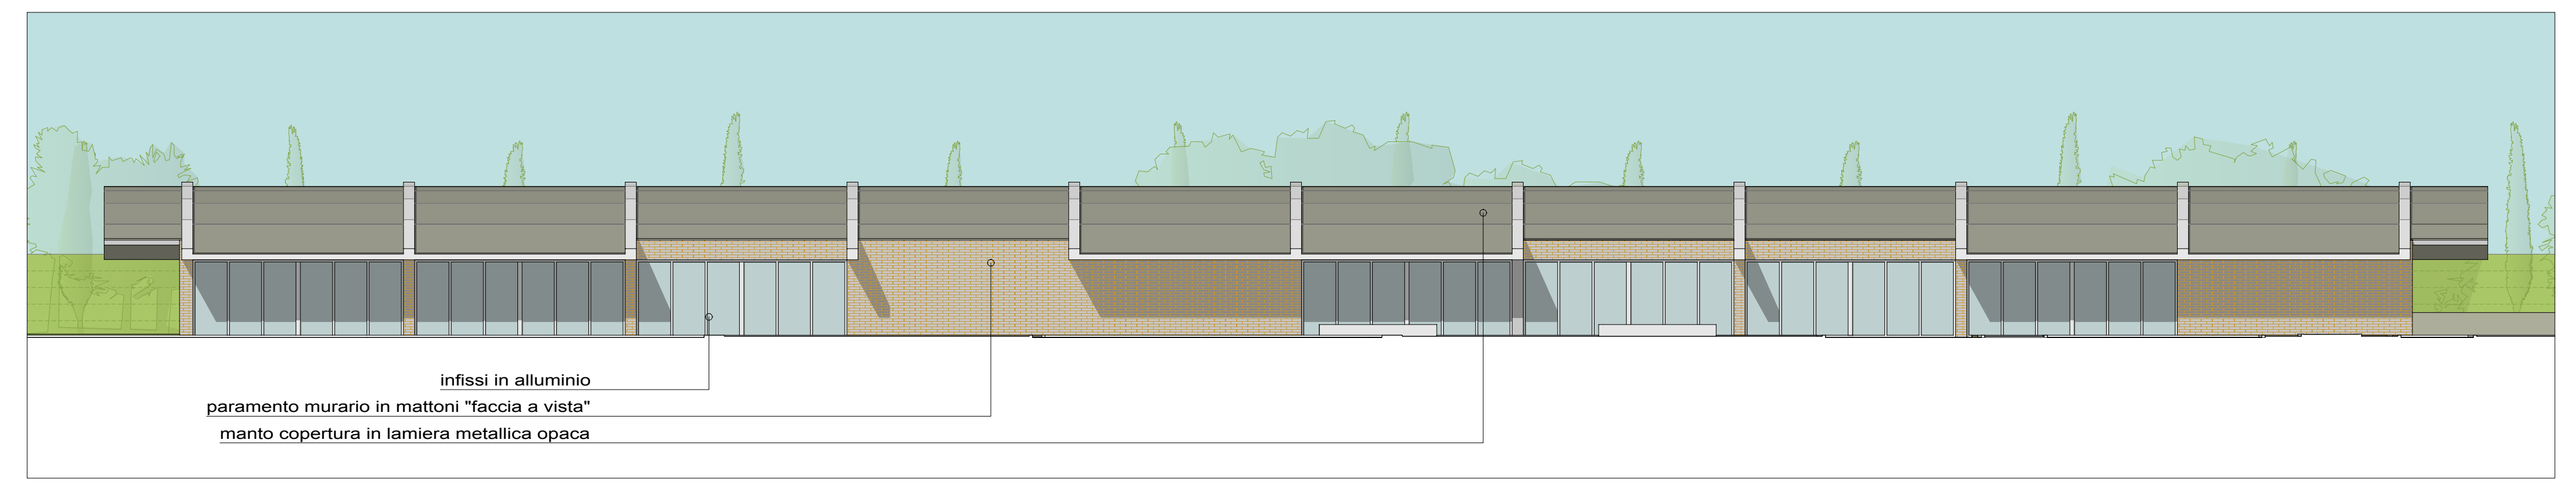 infissi in alluminio
paramento murario in mattoni "faccia a vista"
manto copertura in lamiera metallica opaca